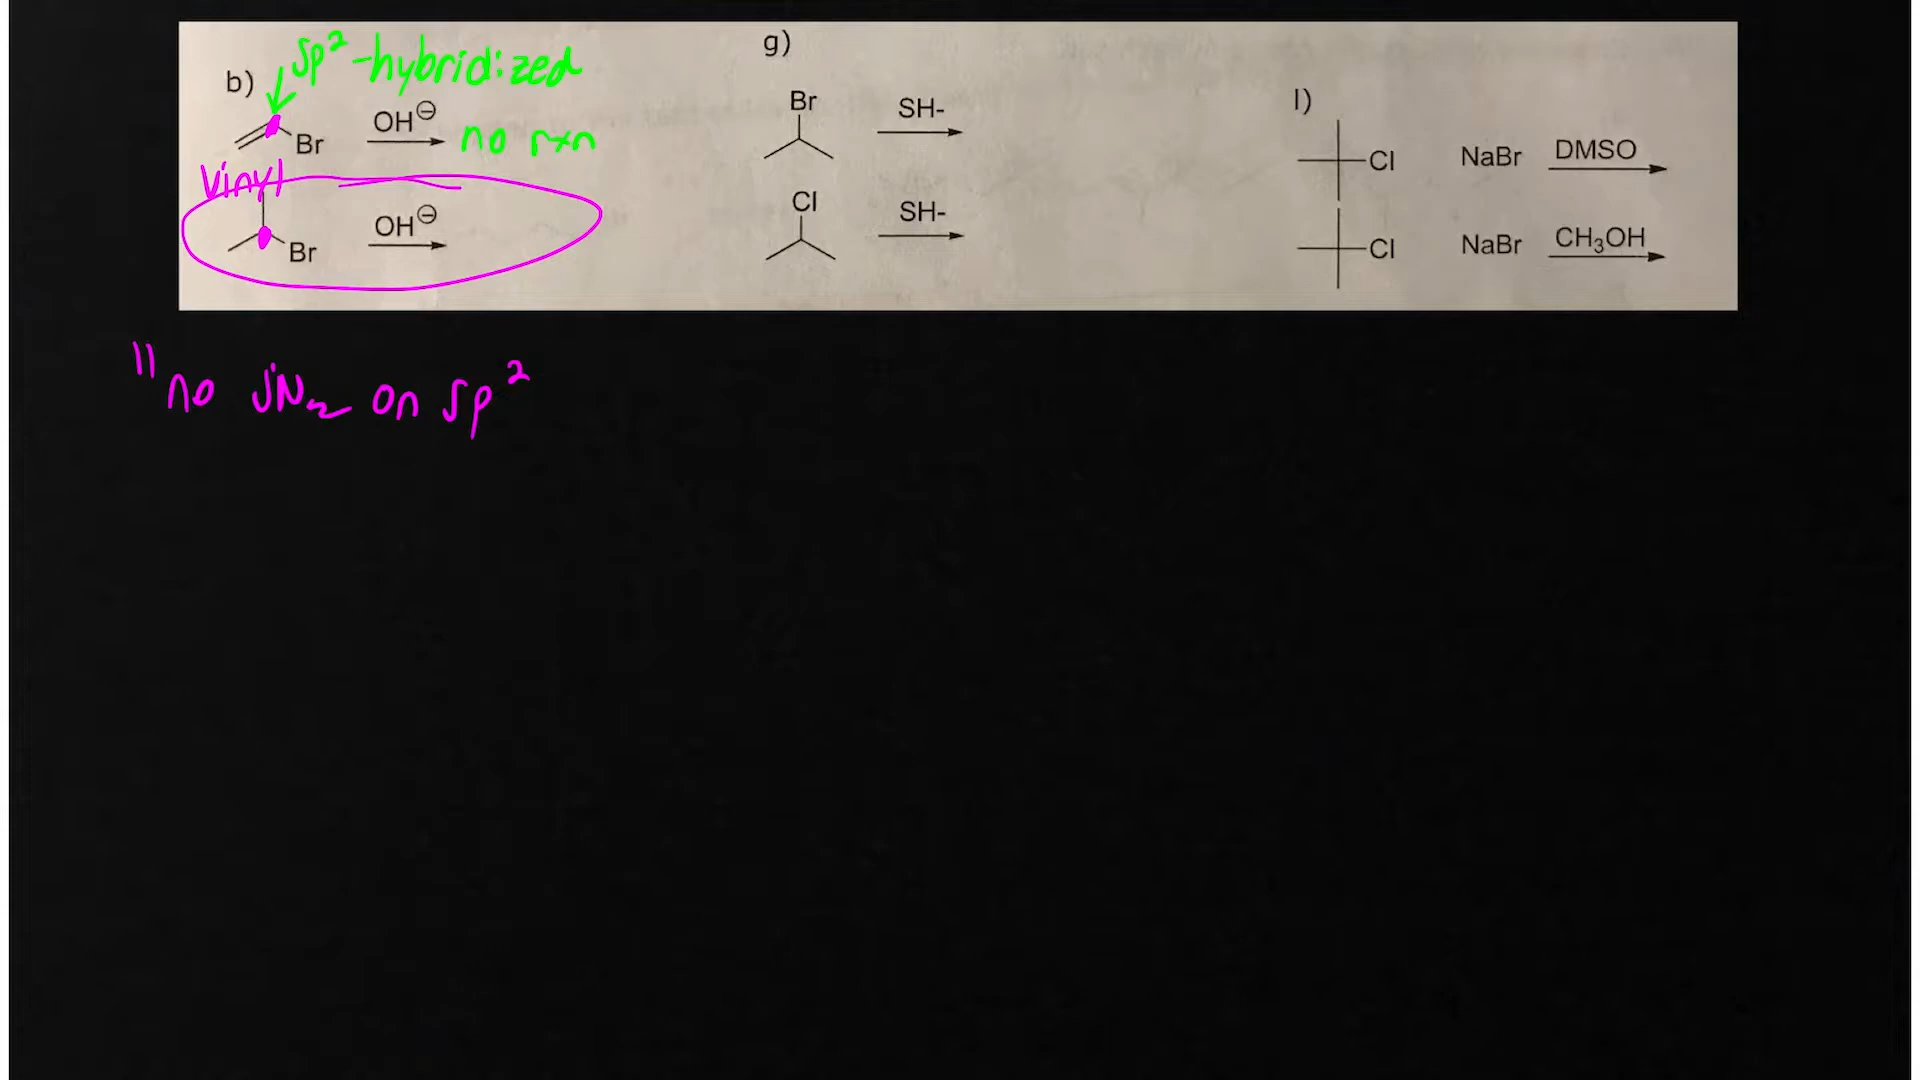 b)
sp²-hybridized
OH⊖
Br
no rxn
Vinyl
OH⊖
Br
g)
Br
SH-
Cl
SH-
l)
Cl NaBr DMSO
Cl NaBr CH₃OH
"no SN₂ on sp²